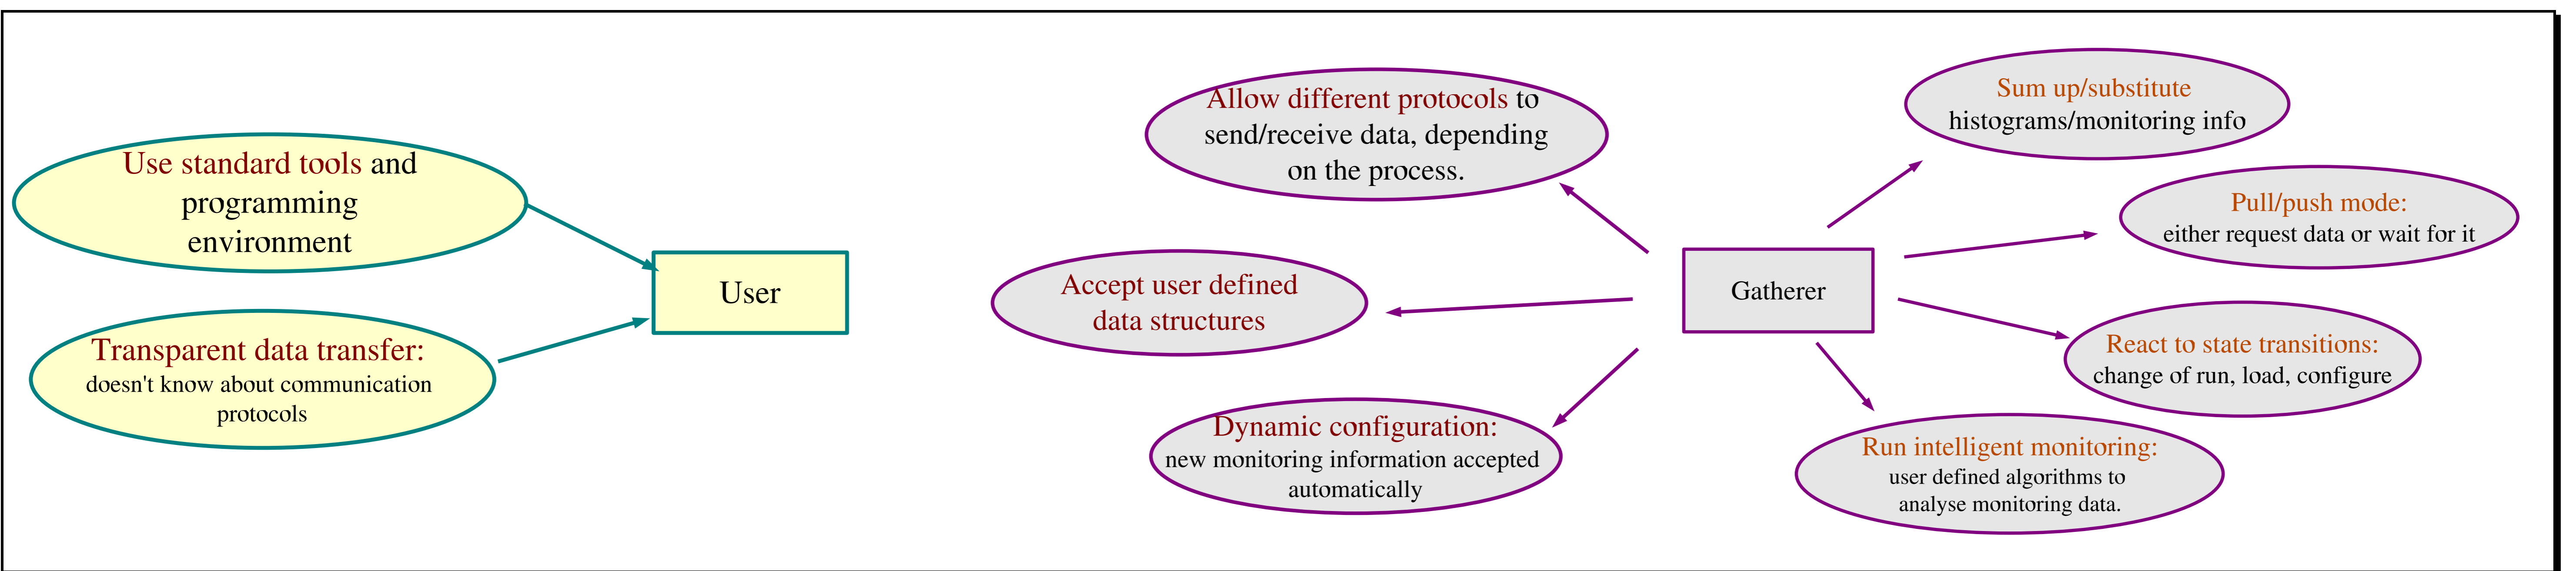 Use standard tools and
programming
environment
Transparent data transfer:
doesn't know about communication
protocols
User
Allow different protocols to
send/receive data, depending
on the process.
Accept user defined
data structures
Dynamic configuration:
new monitoring information accepted
automatically
Gatherer
Sum up/substitute
histograms/monitoring info
Pull/push mode:
either request data or wait for it
React to state transitions:
change of run, load, configure
Run intelligent monitoring:
user defined algorithms to
analyse monitoring data.